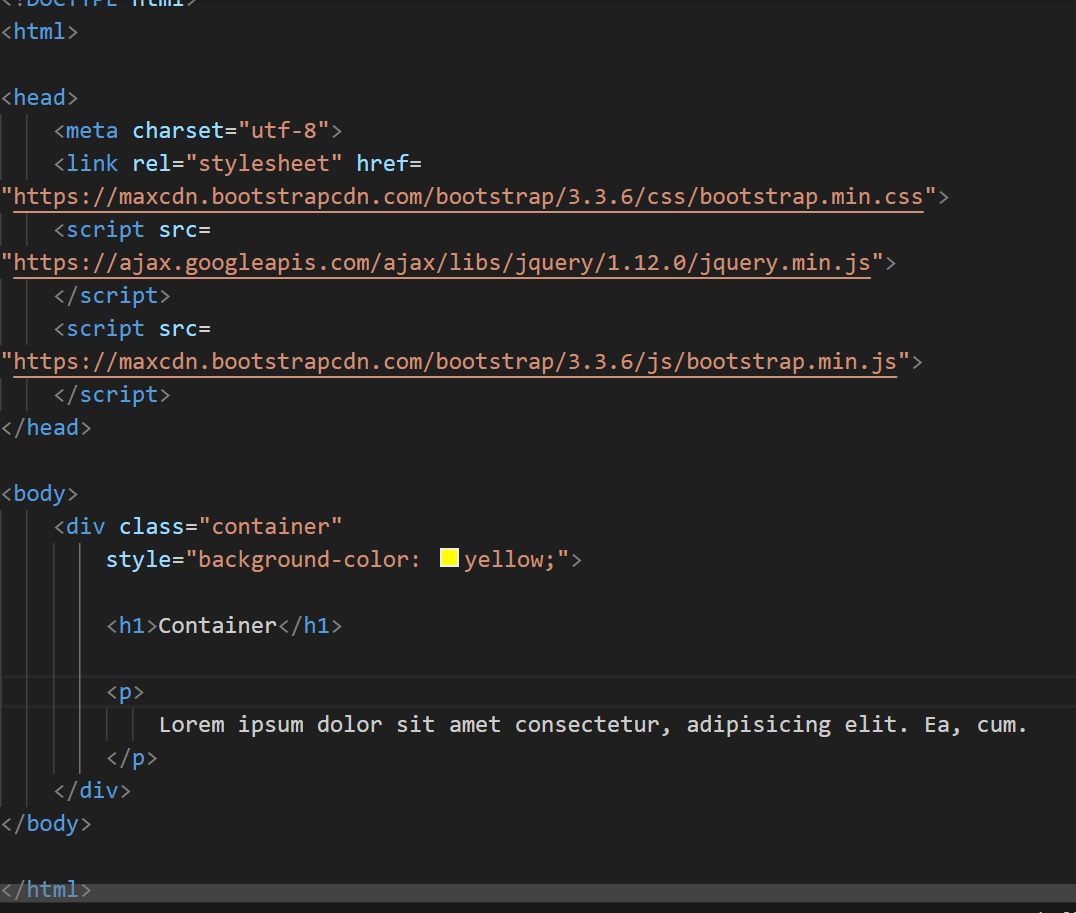 <!DOCTYPE html>
<html>
<head>
<meta charset="utf-8">
<link rel="stylesheet" href=
"https://maxcdn.bootstrapcdn.com/bootstrap/3.3.6/css/bootstrap.min.css">
<script src=
"https://ajax.googleapis.com/ajax/libs/jquery/1.12.0/jquery.min.js">
</script>
<script src=
"https://maxcdn.bootstrapcdn.com/bootstrap/3.3.6/js/bootstrap.min.js">
</script>
</head>
<body>
<div class="container"
style="background-color: yellow;">
<h1>Container</h1>
<p>
Lorem ipsum dolor sit amet consectetur, adipisicing elit. Ea, cum.
</p>
</div>
</body>
</html>